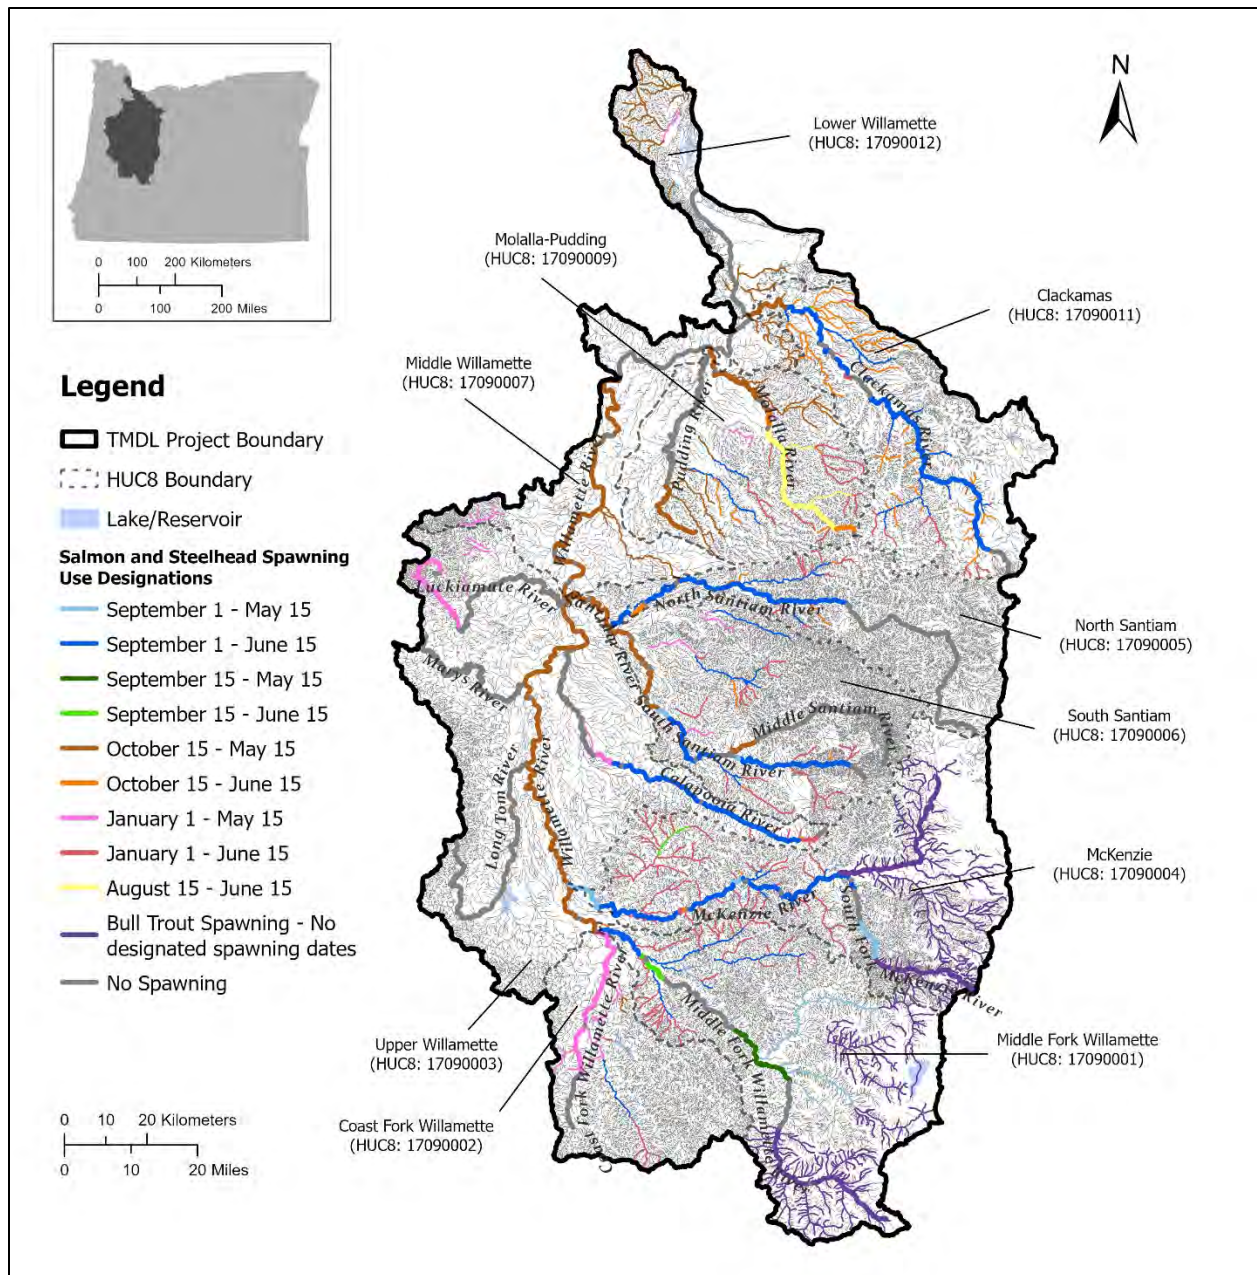 N
Lower Willamette
(HUC8: 17090012)
0 100 200 Kilometers
0 100 200 Miles
Molalla-Pudding
(HUC8: 17090009)
Clackamas
(HUC8: 17090011)
Middle Willamette
(HUC8: 17090007)
Legend
TMDL Project Boundary
HUC8 Boundary
Lake/Reservoir
Salmon and Steelhead Spawning
Use Designations
September 1 - May 15
September 1 - June 15
September 15 - May 15
September 15 - June 15
October 15 - May 15
October 15 - June 15
January 1 - May 15
January 1 - June 15
August 15 - June 15
Bull Trout Spawning - No
designated spawning dates
No Spawning
Clackamas River
Molalla River
Pudding River
Willamette River
Luckiamute River
Santiam River
North Santiam River
North Santiam
(HUC8: 17090005)
Marys River
South Santiam River
Middle Santiam River
South Santiam
(HUC8: 17090006)
Calapooia River
Long Tom River
Willamette River
McKenzie
(HUC8: 17090004)
McKenzie River
South Fork McKenzie River
Coast Fork Willamette River
Middle Fork Willamette River
Upper Willamette
(HUC8: 17090003)
Middle Fork Willamette
(HUC8: 17090001)
Coast Fork Willamette
(HUC8: 17090002)
0 10 20 Kilometers
0 10 20 Miles